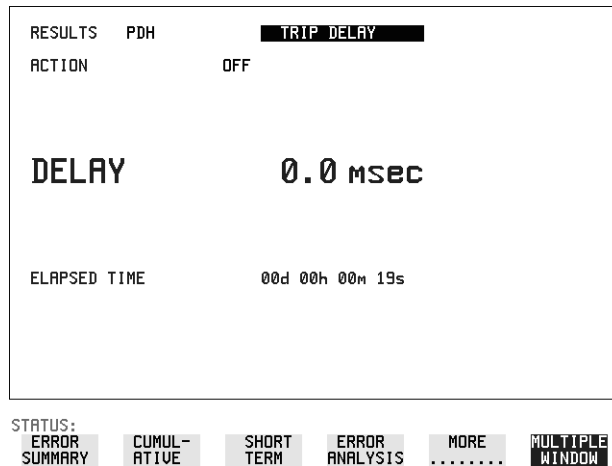 RESULTS PDH TRIP DELAY
ACTION OFF
DELAY 0.0 msec
ELAPSED TIME 00d 00h 00m 19s
STATUS:
ERROR SUMMARY CUMUL-ATIVE SHORT TERM ERROR ANALYSIS MORE ........ MULTIPLE WINDOW